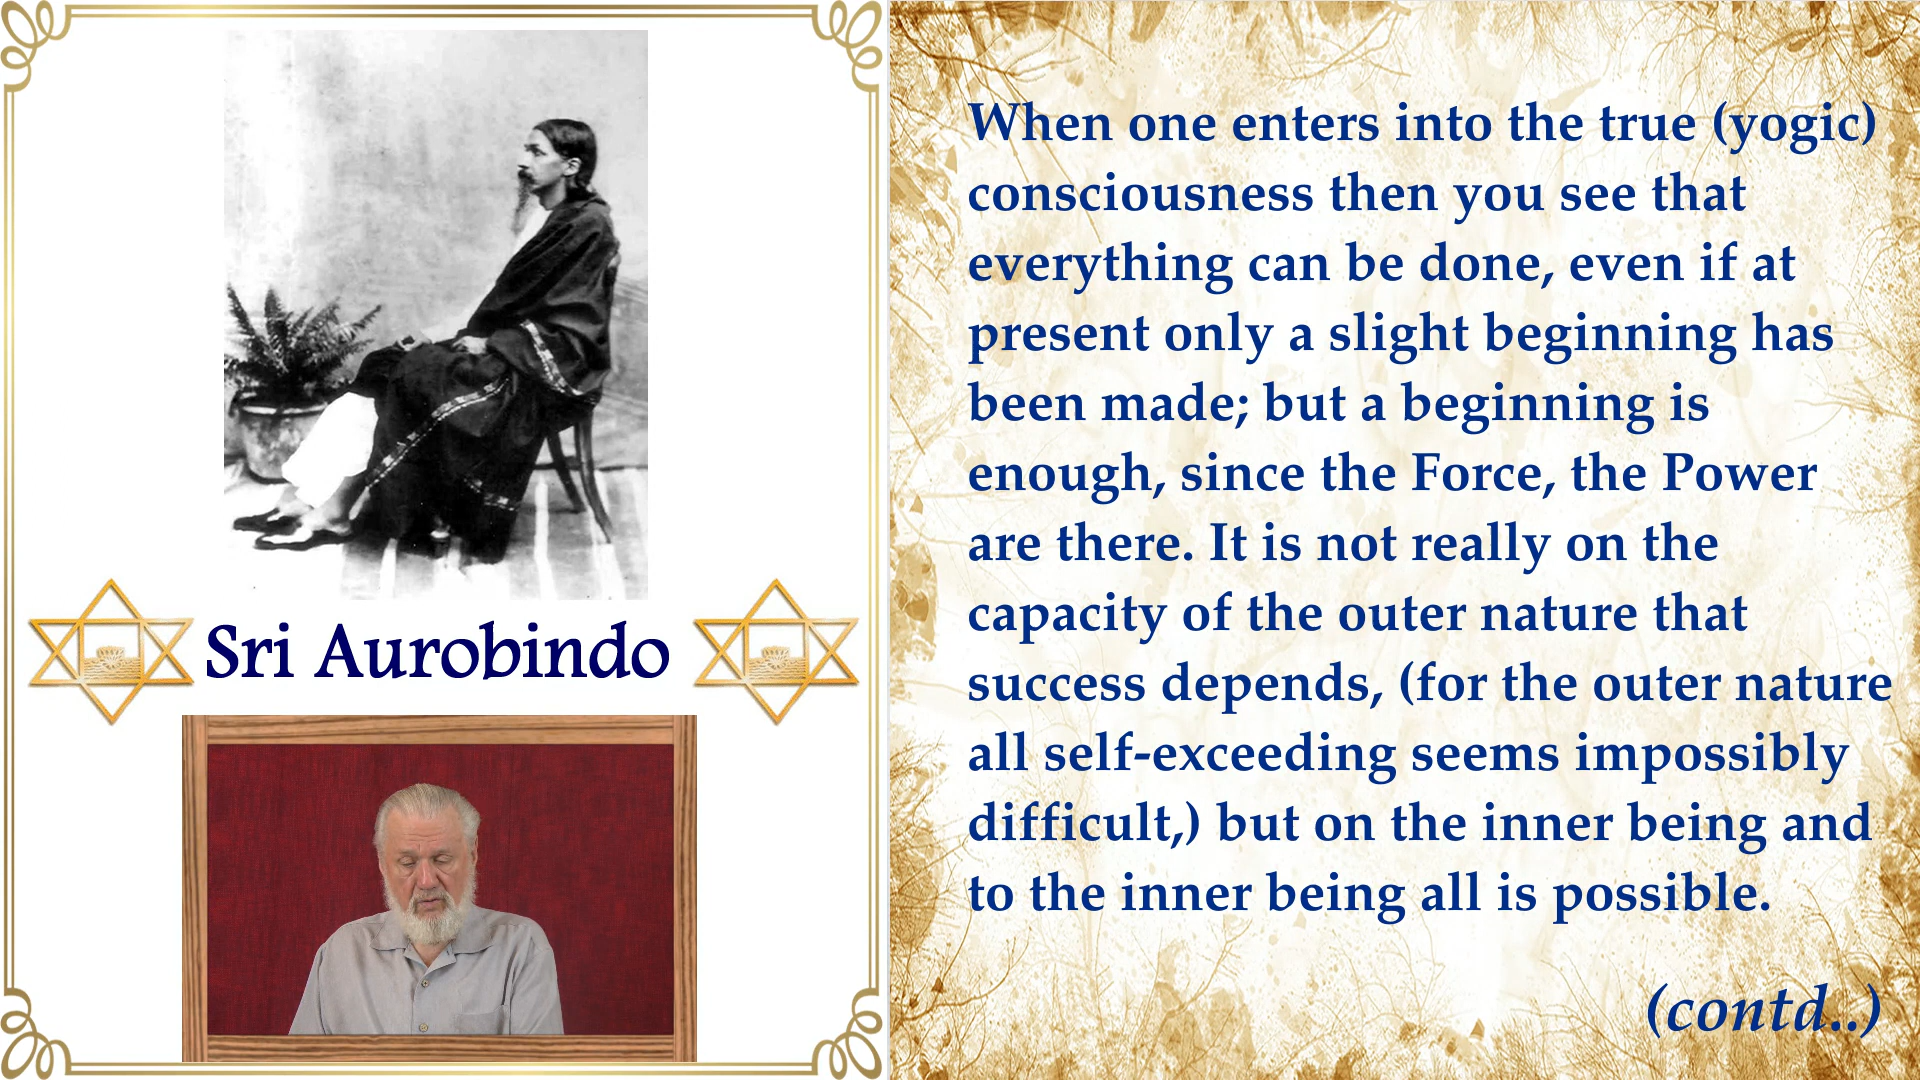 Sri Aurobindo
When one enters into the true (yogic)
consciousness then you see that
everything can be done, even if at
present only a slight beginning has
been made; but a beginning is
enough, since the Force, the Power
are there. It is not really on the
capacity of the outer nature that
success depends, (for the outer nature
all self-exceeding seems impossibly
difficult,) but on the inner being and
to the inner being all is possible.
(contd..)